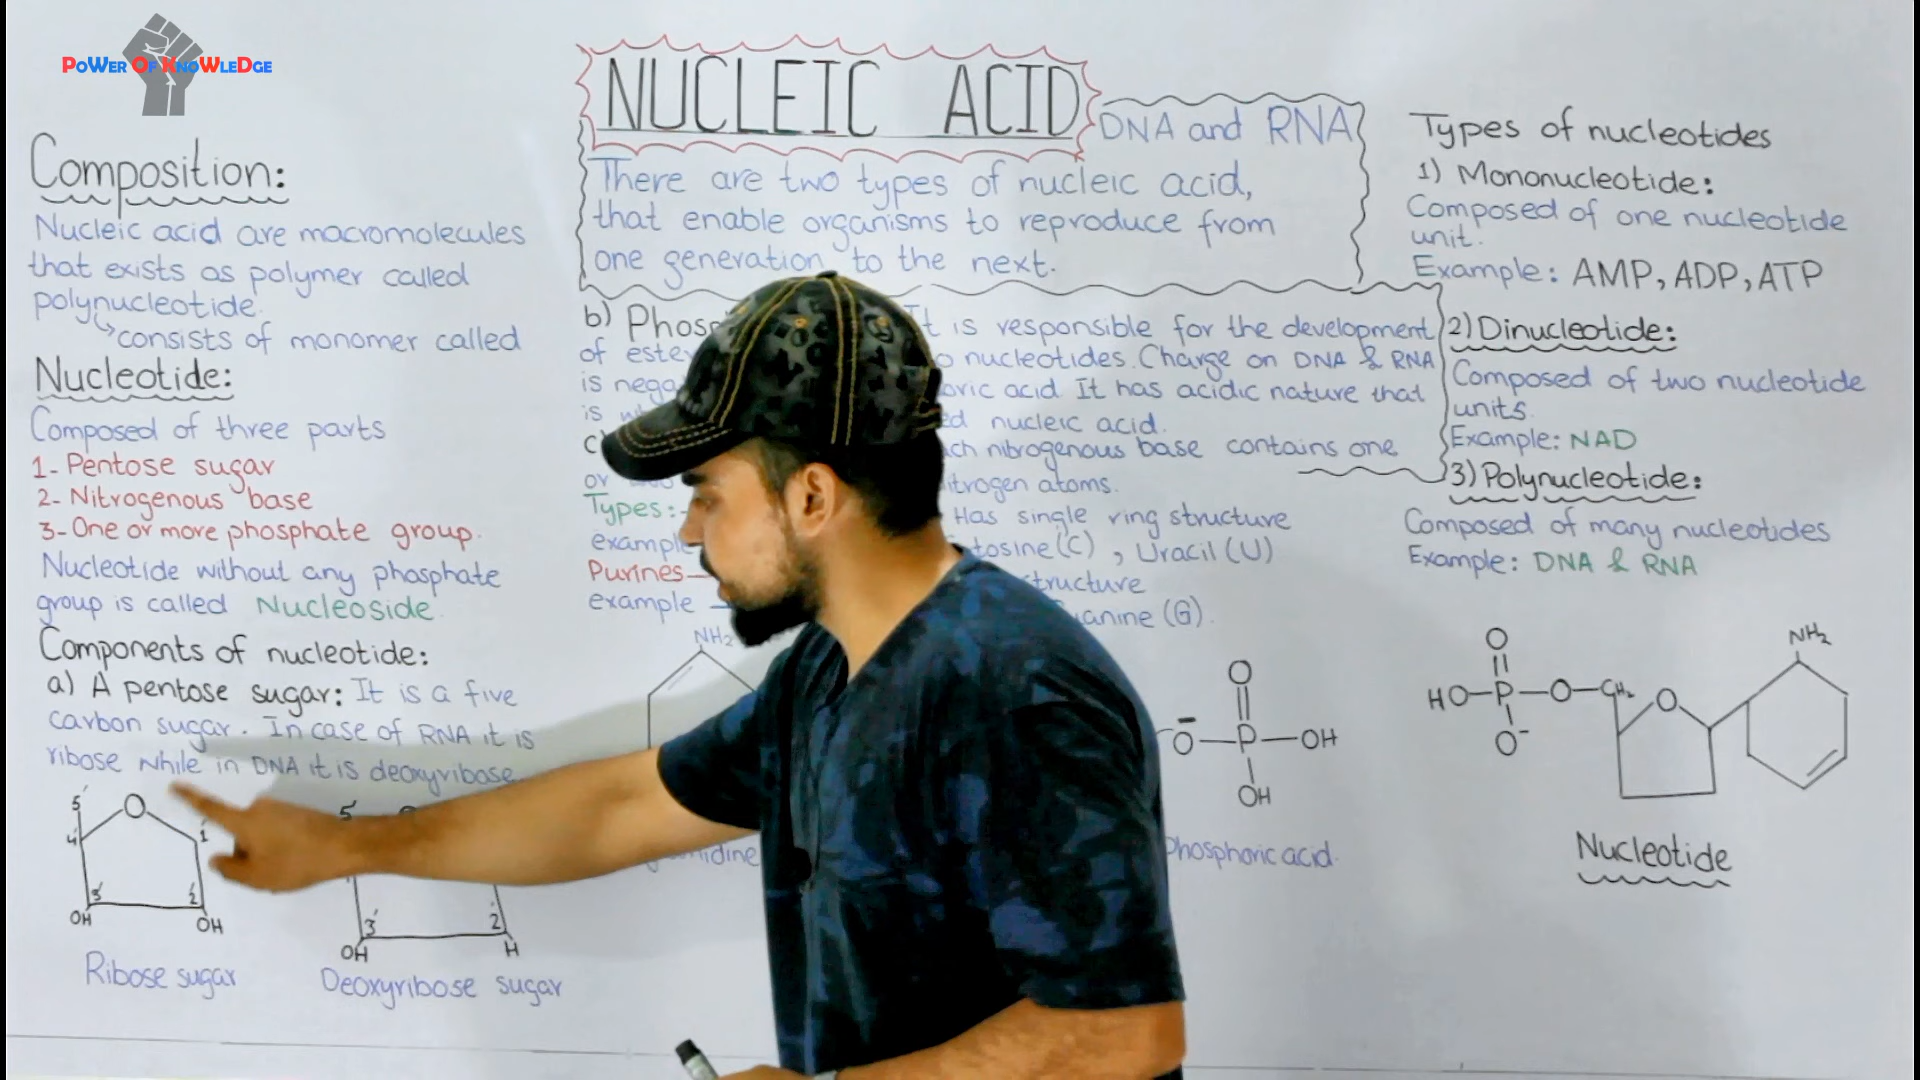 PoWer Of KnoWleDge
NUCLEIC ACID
DNA and RNA
There are two types of nucleic acid,
that enable organisms to reproduce from
one generation to the next.
Composition:
Nucleic acid are macromolecules
that exists as polymer called
polynucleotide.
consists of monomer called
Nucleotide:
Composed of three parts
1- Pentose sugar
2- Nitrogenous base
3- One or more phosphate group.
Nucleotide without any phosphate
group is called Nucleoside.
Components of nucleotide:
a) A pentose sugar: It is a five
carbon sugar. In case of RNA it is
ribose while in DNA it is deoxyribose
5'
O
4'
1'
3'
2'
OH
OH
Ribose sugar
5'
3'
2'
OH
H
Deoxyribose sugar
b) It is responsible for the development
of nucleotides. Charge on DNA & RNA
is acid. It has acidic nature that
is nucleic acid.
nitrogenous base contains one
or atoms.
Types:- Has single ring structure
example (C), Uracil (U)
Purines
example (G).
NH2
O
O⁻ P OH
OH
Phosphoric acid.
Types of nucleotides
1) Mononucleotide:
Composed of one nucleotide
unit.
Example: AMP, ADP, ATP
2) Dinucleotide:
Composed of two nucleotide
units.
Example: NAD
3) Polynucleotide:
Composed of many nucleotides
Example: DNA & RNA
O
NH2
HO P O CH2 O
O⁻
Nucleotide